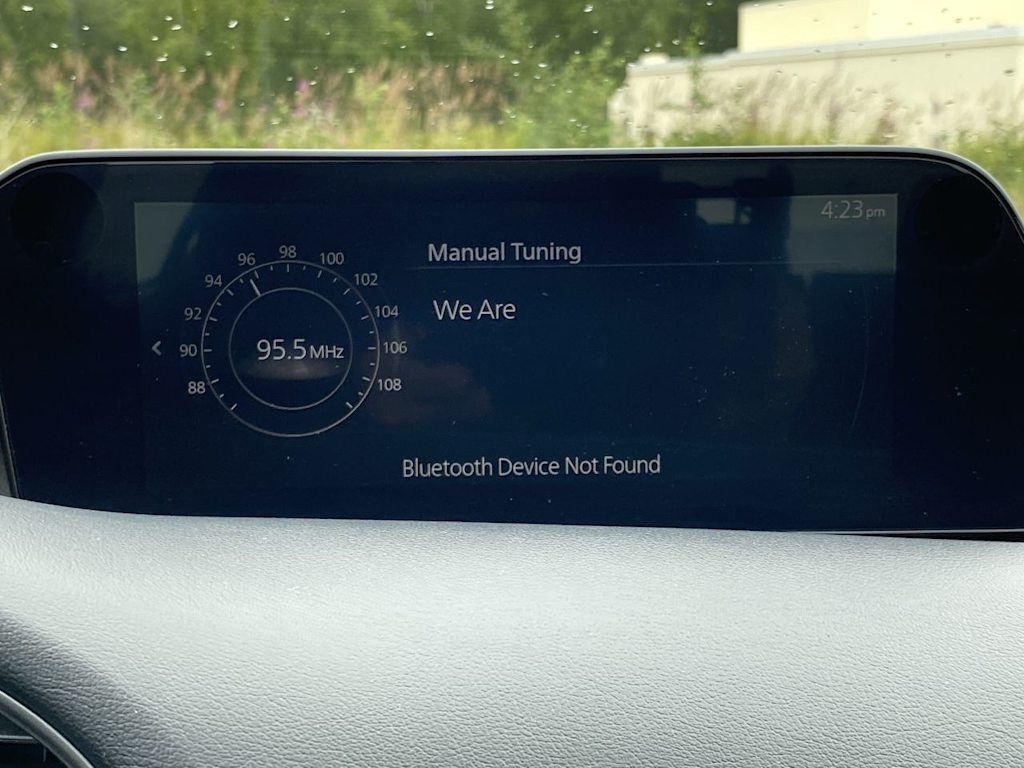 4:23 pm
Manual Tuning
We Are
98
96
100
94
102
92
104
90
106
88
108
95.5 MHz
Bluetooth Device Not Found